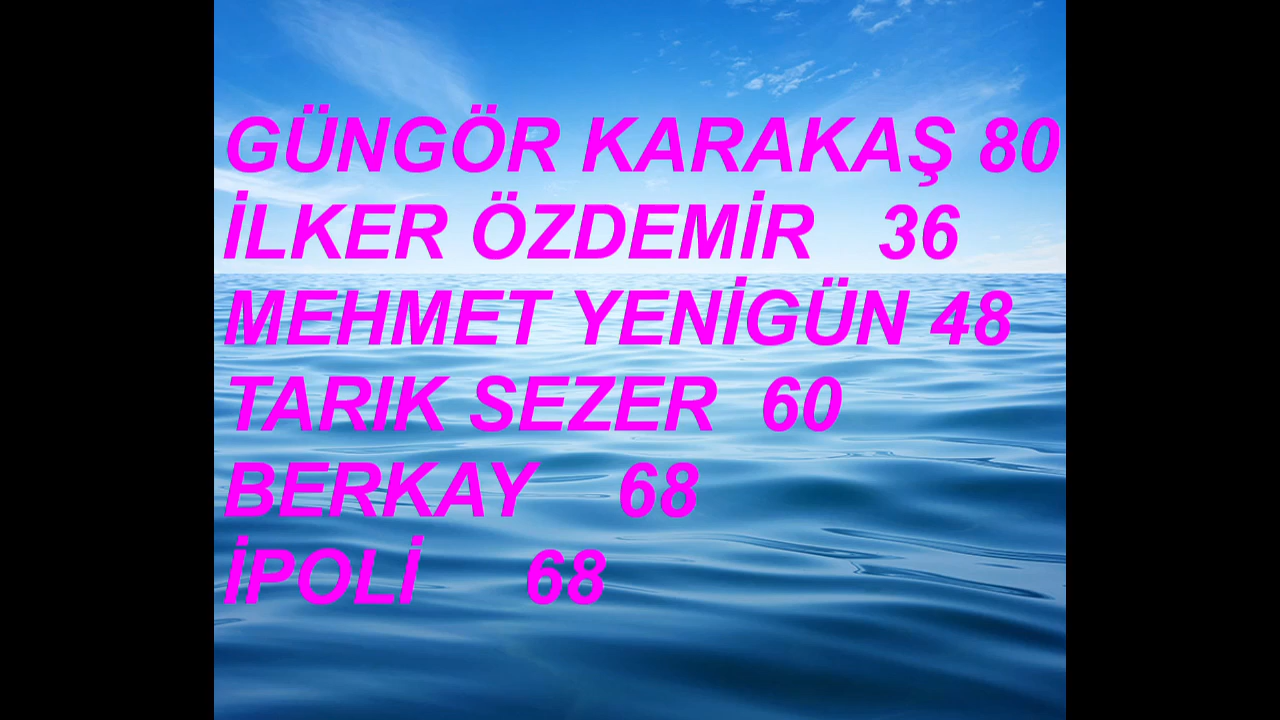 GÜNGÖR KARAKAŞ 80
İLKER ÖZDEMİR 36
MEHMET YENİGÜN 48
TARIK SEZER 60
BERKAY 68
İPOLİ 68